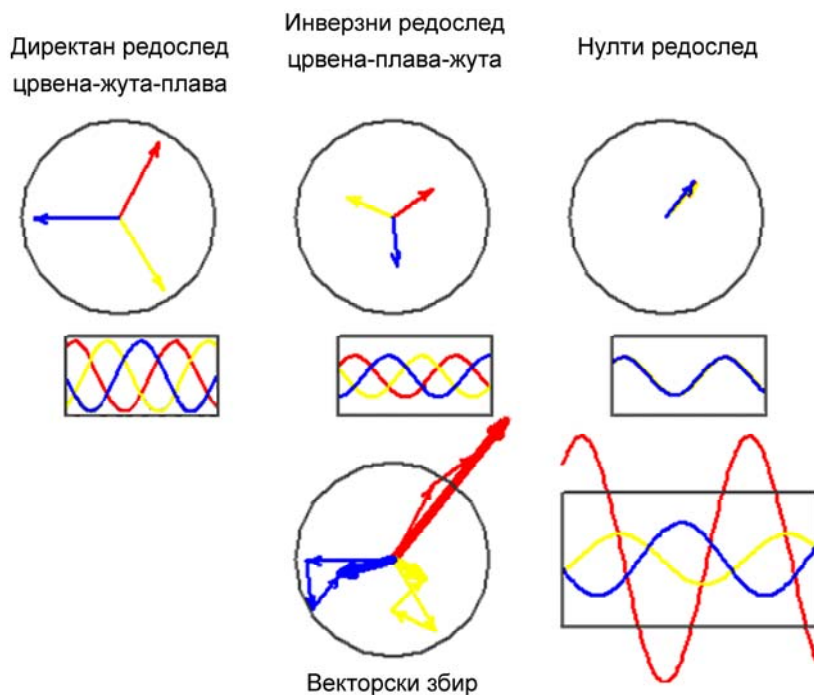 Директан редослед
црвена-жута-плава
Инверзни редослед
црвена-плава-жута
Нулти редослед
Векторски збир